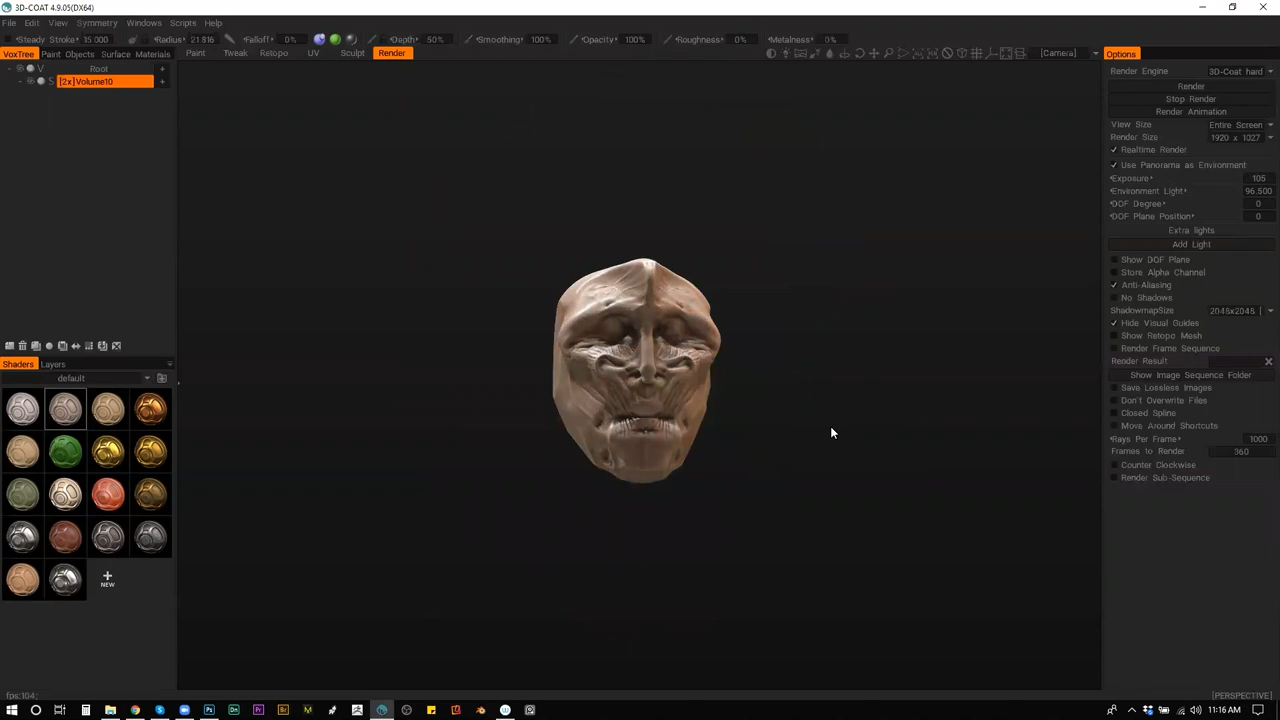 3D-COAT 4.9.05(DX64)
File Edit View Symmetry Windows Scripts Help
Steady Stroke 15.000 Radius 21.816 Falloff 0% Depth 50% Smoothing 100% Opacity 100% Roughness 0% Metalness 0%
VoxTree Paint Objects Surface Materials
Paint Tweak Retopo UV Sculpt Render
[Camera]
Options
V Root +
S [2x]Volume10 +
Render Engine 3D-Coat hard
Render
Stop Render
Render Animation
View Size Entire Screen
Render Size 1920 x 1027
Realtime Render
Use Panorama as Environment
Exposure 105
Environment Light 96.500
DOF Degree 0
DOF Plane Position 0
Extra lights
Add Light
Show DOF Plane
Store Alpha Channel
Anti-Aliasing
No Shadows
ShadowmapSize 2048x2048
Hide Visual Guides
Show Retopo Mesh
Render Frame Sequence
Render Result
Show Image Sequence Folder
Save Lossless Images
Don't Overwrite Files
Closed Spline
Move Around Shortcuts
Rays Per Frame 1000
Frames to Render 360
Counter Clockwise
Render Sub-Sequence
Shaders Layers
default
NEW
fps:104;
[PERSPECTIVE]
11:16 AM